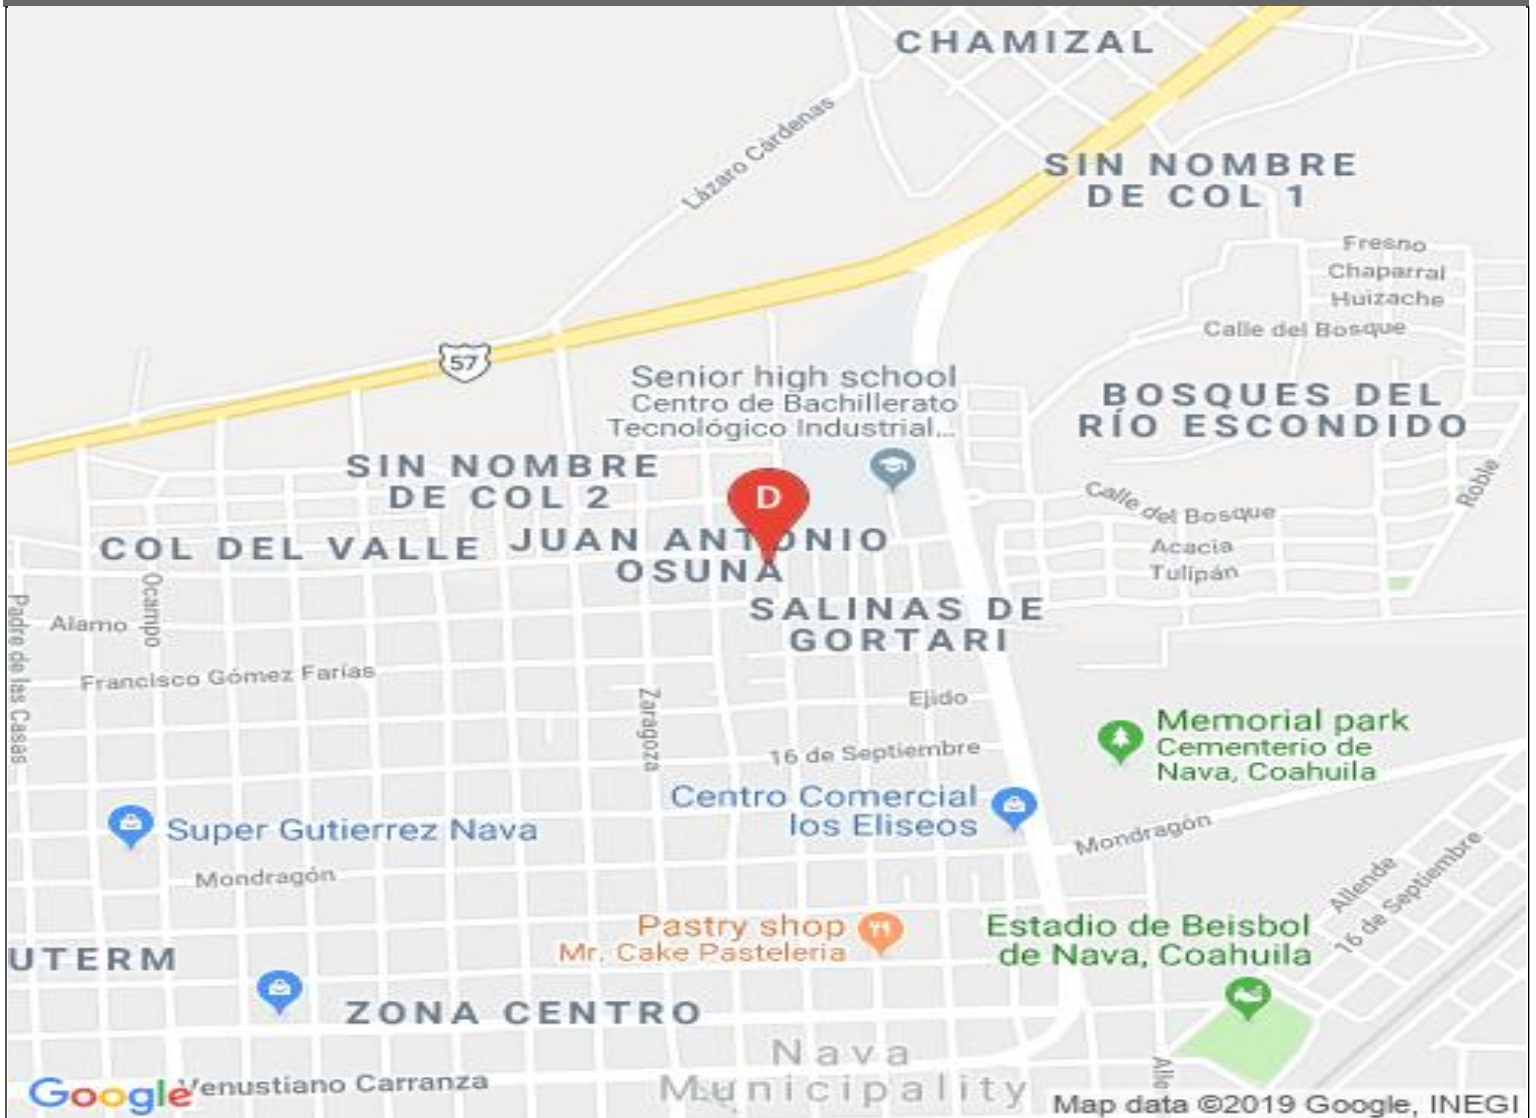 CHAMIZAL
Lázaro Cárdenas
SIN NOMBRE
DE COL 1
Fresno
Chaparral
Huizache
Calle del Bosque
57
Senior high school
Centro de Bachillerato
Tecnológico Industrial...
BOSQUES DEL
RÍO ESCONDIDO
SIN NOMBRE
DE COL 2
D
Calle del Bosque
Roble
COL DEL VALLE
JUAN ANTONIO
OSUNA
Acacia
Tulipán
Ocampo
Padre de las Casas
Alamo
SALINAS DE
GORTARI
Francisco Gómez Farías
Zaragoza
Ejido
16 de Septiembre
Memorial park
Cementerio de
Nava, Coahuila
Centro Comercial
los Eliseos
Super Gutierrez Nava
Mondragón
Mondragón
Allende
16 de Septiembre
Pastry shop
Mr. Cake Pasteleria
Estadio de Beisbol
de Nava, Coahuila
UTERM
ZONA CENTRO
Nava
Municipality
Alle
Google
Venustiano Carranza
Map data ©2019 Google, INEGI